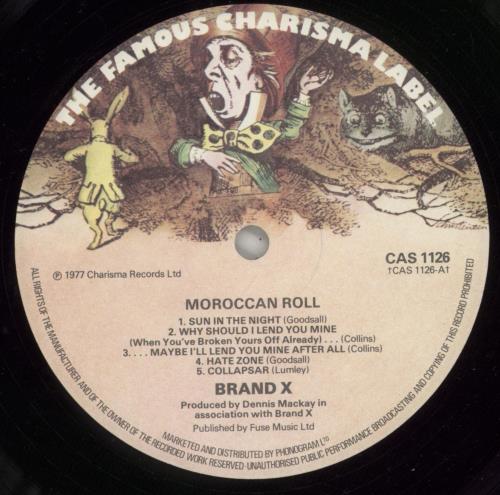 THE FAMOUS CHARISMA LABEL
CAS 1126
†CAS 1126-A†
℗ 1977 Charisma Records Ltd
MOROCCAN ROLL
1. SUN IN THE NIGHT (Goodsall)
2. WHY SHOULD I LEND YOU MINE
(When You've Broken Yours Off Already) . . . (Collins)
3. . . . MAYBE I'LL LEND YOU MINE AFTER ALL (Collins)
4. HATE ZONE (Goodsall)
5. COLLAPSAR (Lumley)
BRAND X
Produced by Dennis Mackay in
association with Brand X
Published by Fuse Music Ltd
ALL RIGHTS OF THE MANUFACTURER AND OF THE OWNER OF THE RECORDED WORK RESERVED·UNAUTHORISED PUBLIC PERFORMANCE BROADCASTING AND COPYING OF THIS RECORD PROHIBITED
MARKETED AND DISTRIBUTED BY PHONOGRAM LTD